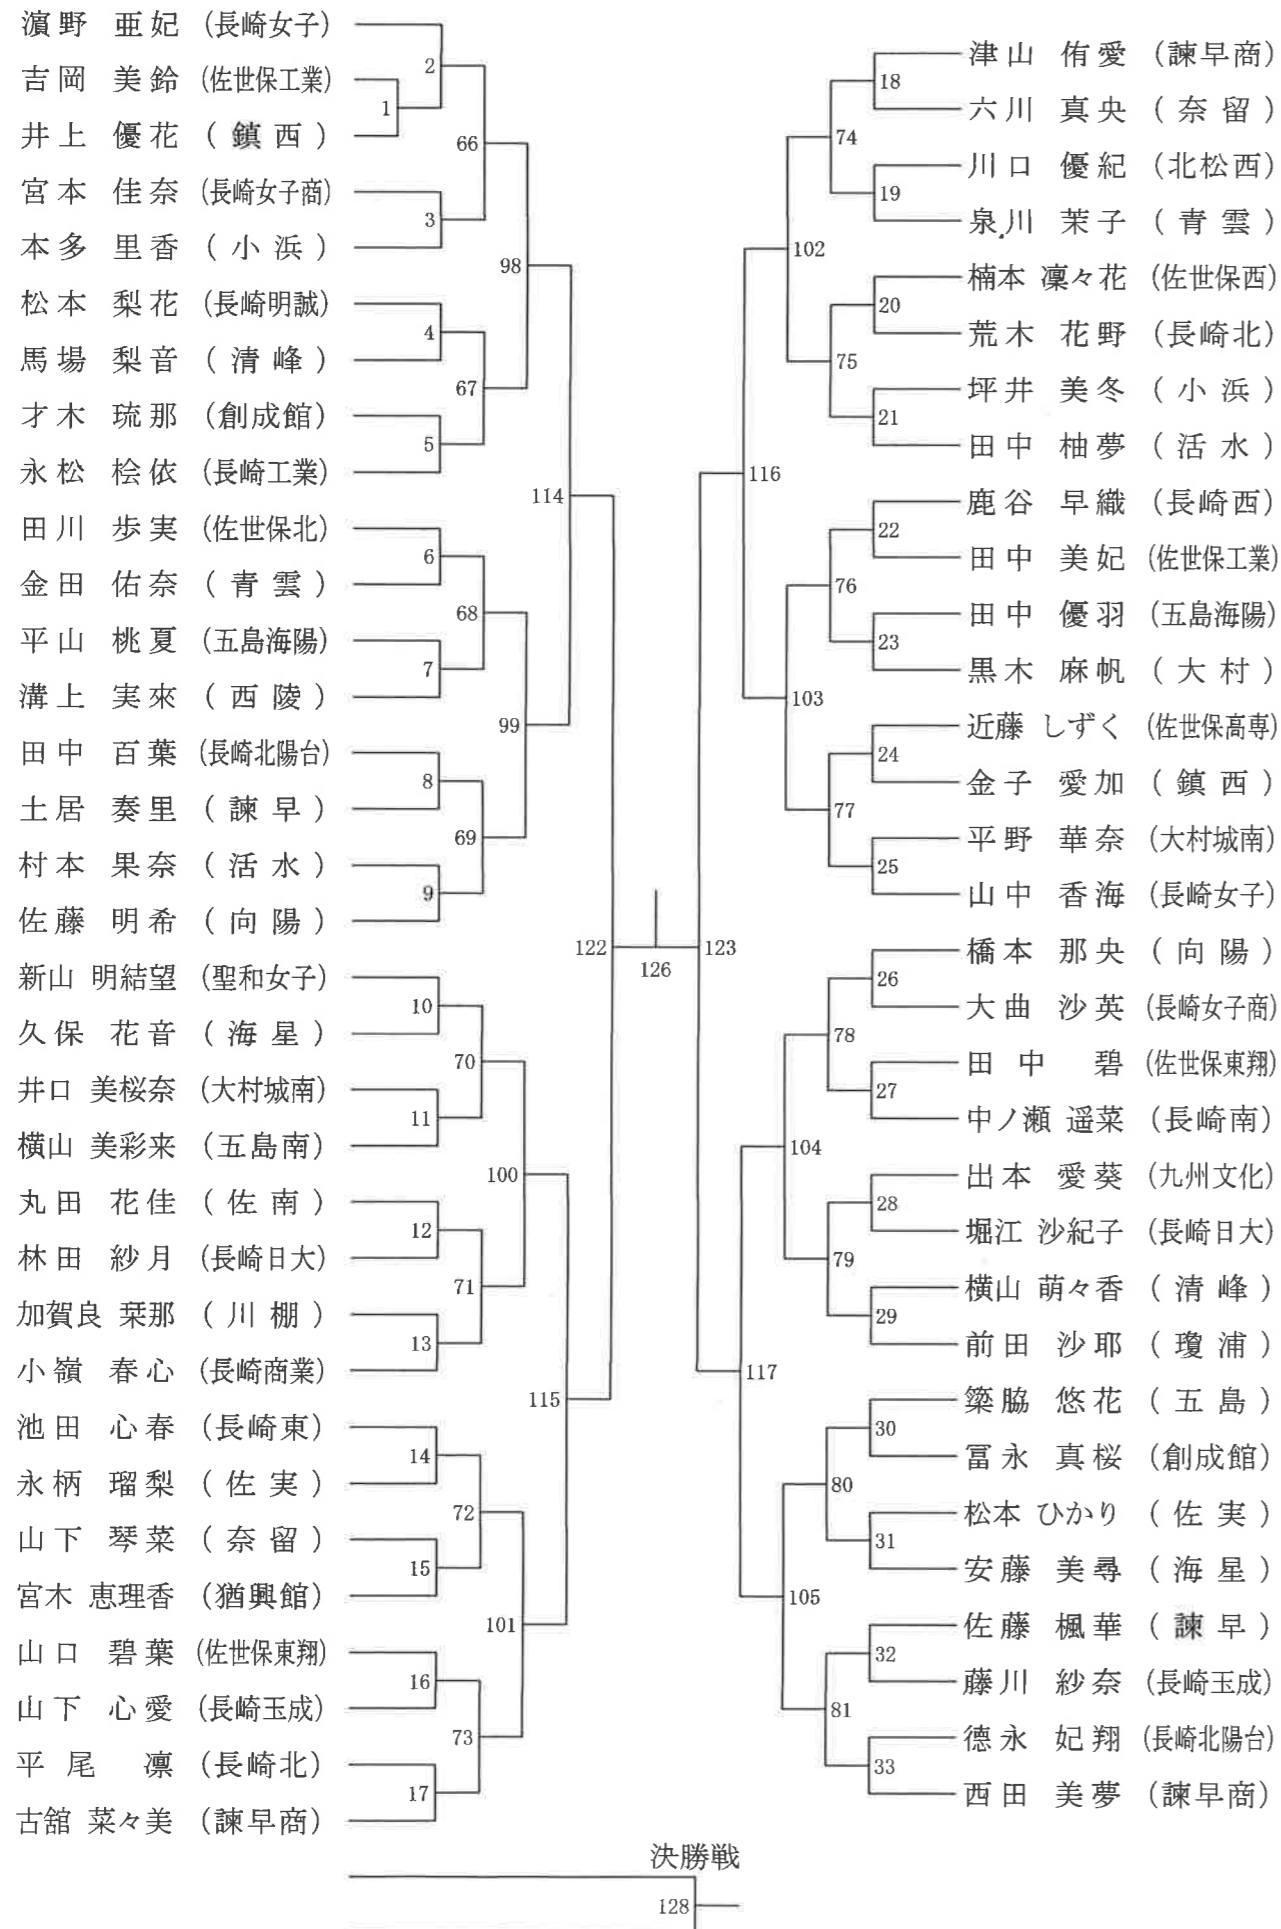 濵野 亜妃 (長崎女子)
吉岡 美鈴 (佐世保工業)
井上 優花 (鎮西)
宮本 佳奈 (長崎女子商)
本多 里香 (小浜)
松本 梨花 (長崎明誠)
馬場 梨音 (清峰)
才木 琉那 (創成館)
永松 桧依 (長崎工業)
田川 歩実 (佐世保北)
金田 佑奈 (青雲)
平山 桃夏 (五島海陽)
溝上 実來 (西陵)
田中 百葉 (長崎北陽台)
土居 奏里 (諫早)
村本 果奈 (活水)
佐藤 明希 (向陽)
新山 明結望 (聖和女子)
久保 花音 (海星)
井口 美桜奈 (大村城南)
横山 美彩来 (五島南)
丸田 花佳 (佐南)
林田 紗月 (長崎日大)
加賀良 栞那 (川棚)
小嶺 春心 (長崎商業)
池田 心春 (長崎東)
永柄 瑠梨 (佐実)
山下 琴菜 (奈留)
宮木 恵理香 (猶興館)
山口 碧葉 (佐世保東翔)
山下 心愛 (長崎玉成)
平尾 凛 (長崎北)
古舘 菜々美 (諫早商)
1
2
3
4
5
6
7
8
9
10
11
12
13
14
15
16
17
66
67
68
69
70
71
72
73
98
99
100
101
114
115
122
126
123
116
117
102
103
104
105
74
75
76
77
78
79
80
81
18
19
20
21
22
23
24
25
26
27
28
29
30
31
32
33
津山 侑愛 (諫早商)
六川 真央 (奈留)
川口 優紀 (北松西)
泉川 茉子 (青雲)
楠本 凜々花 (佐世保西)
荒木 花野 (長崎北)
坪井 美冬 (小浜)
田中 柚夢 (活水)
鹿谷 早織 (長崎西)
田中 美妃 (佐世保工業)
田中 優羽 (五島海陽)
黒木 麻帆 (大村)
近藤 しずく (佐世保高専)
金子 愛加 (鎮西)
平野 華奈 (大村城南)
山中 香海 (長崎女子)
橋本 那央 (向陽)
大曲 沙英 (長崎女子商)
田中 碧 (佐世保東翔)
中ノ瀬 遥菜 (長崎南)
出本 愛葵 (九州文化)
堀江 沙紀子 (長崎日大)
横山 萌々香 (清峰)
前田 沙耶 (瓊浦)
簗脇 悠花 (五島)
冨永 真桜 (創成館)
松本 ひかり (佐実)
安藤 美尋 (海星)
佐藤 楓華 (諫早)
藤川 紗奈 (長崎玉成)
德永 妃翔 (長崎北陽台)
西田 美夢 (諫早商)
決勝戦
128